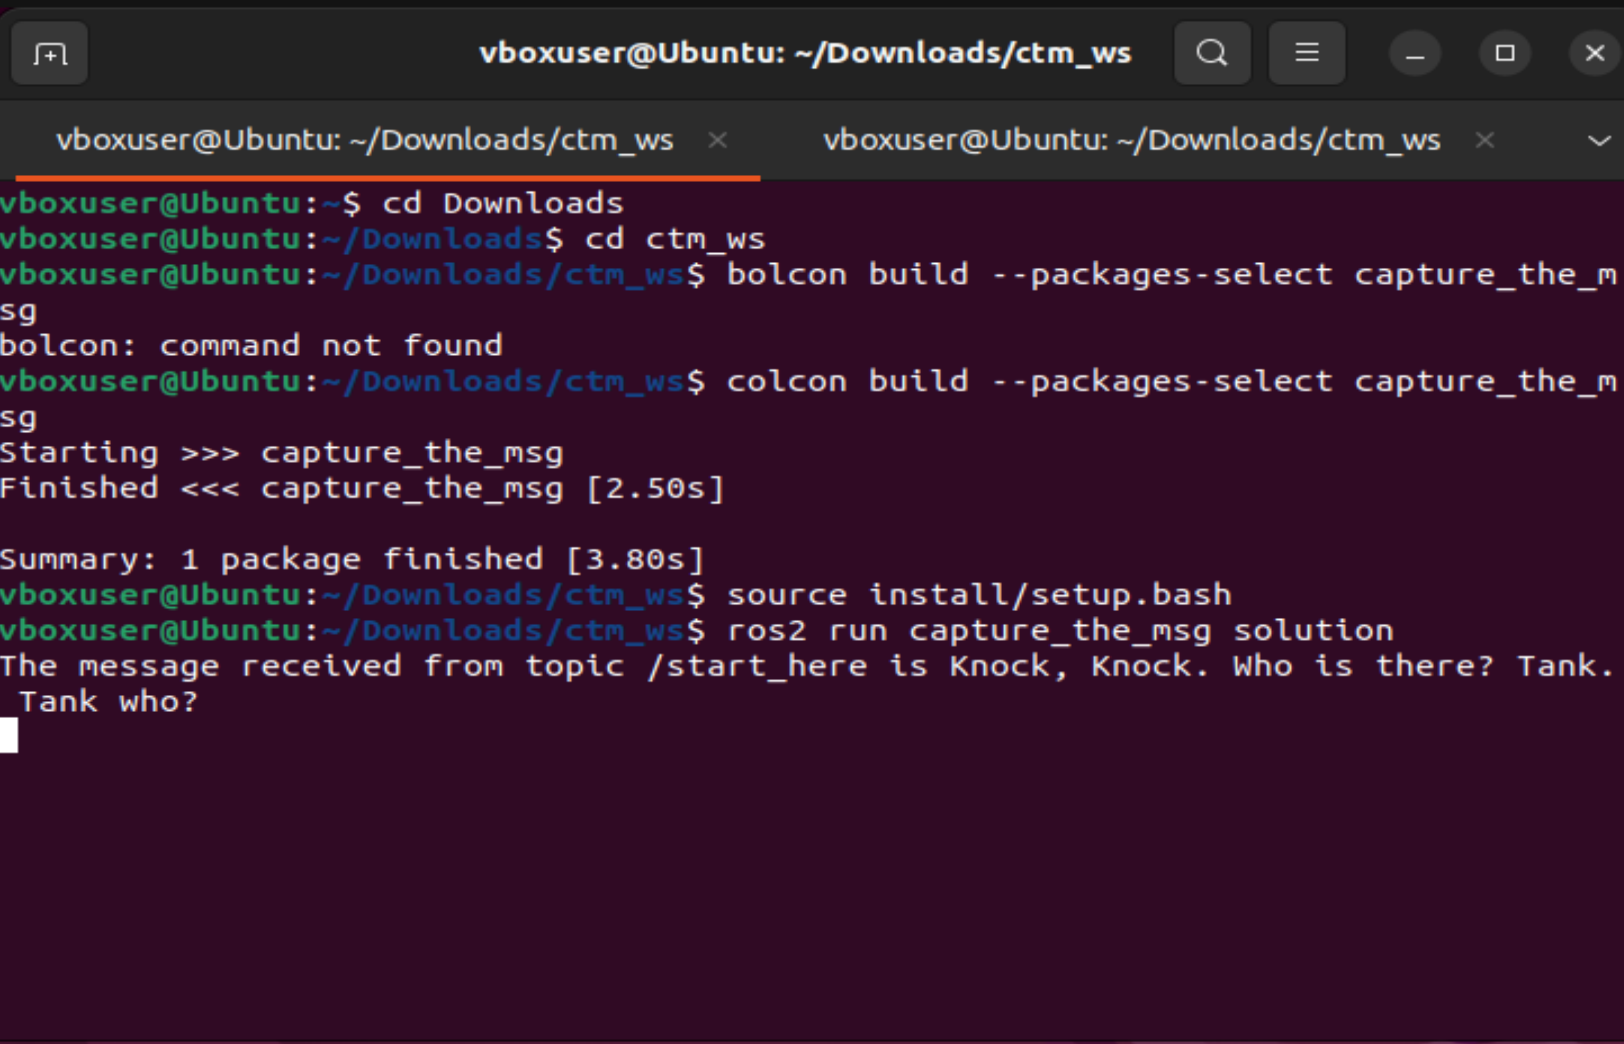 vboxuser@Ubuntu: ~/Downloads/ctm_ws
vboxuser@Ubuntu: ~/Downloads/ctm_ws
vboxuser@Ubuntu: ~/Downloads/ctm_ws
vboxuser@Ubuntu:~$ cd Downloads
vboxuser@Ubuntu:~/Downloads$ cd ctm_ws
vboxuser@Ubuntu:~/Downloads/ctm_ws$ bolcon build --packages-select capture_the_m
sg
bolcon: command not found
vboxuser@Ubuntu:~/Downloads/ctm_ws$ colcon build --packages-select capture_the_m
sg
Starting >>> capture_the_msg
Finished <<< capture_the_msg [2.50s]
Summary: 1 package finished [3.80s]
vboxuser@Ubuntu:~/Downloads/ctm_ws$ source install/setup.bash
vboxuser@Ubuntu:~/Downloads/ctm_ws$ ros2 run capture_the_msg solution
The message received from topic /start_here is Knock, Knock. Who is there? Tank.
 Tank who?